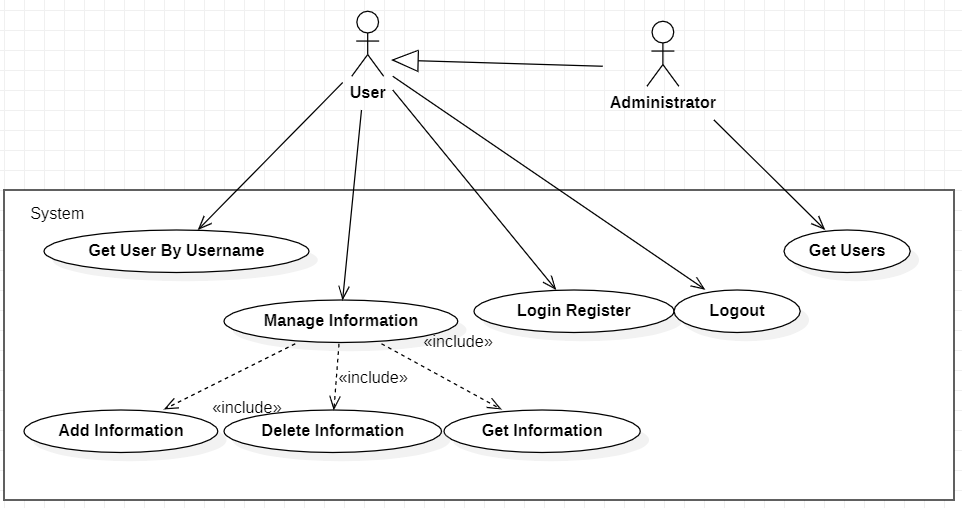 User
Administrator
System
Get User By Username
Get Users
Manage Information
Login Register
Logout
«include»
«include»
«include»
Add Information
Delete Information
Get Information